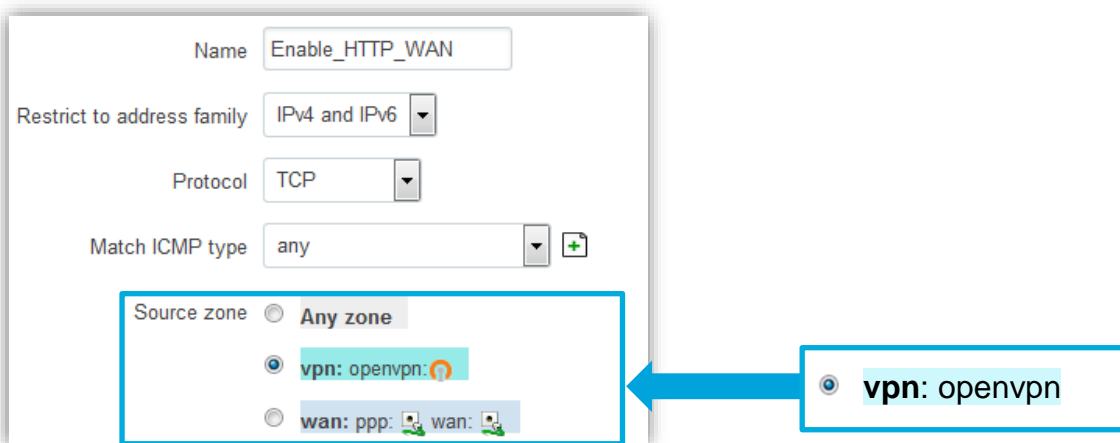 Name Enable_HTTP_WAN
Restrict to address family IPv4 and IPv6
Protocol TCP
Match ICMP type any
Source zone Any zone
vpn: openvpn:
wan: ppp: wan:
vpn: openvpn